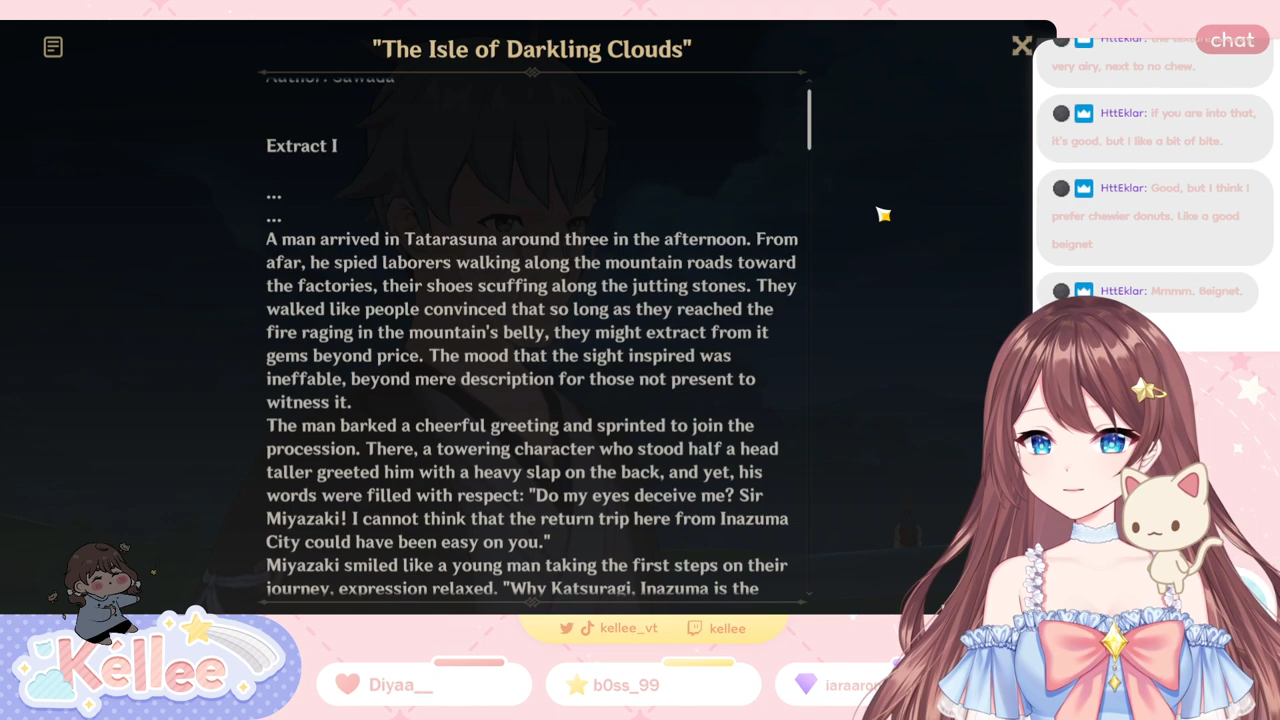 "The Isle of Darkling Clouds"
Author: Sawada
Extract I
...
...
A man arrived in Tatarasuna around three in the afternoon. From
afar, he spied laborers walking along the mountain roads toward
the factories, their shoes scuffing along the jutting stones. They
walked like people convinced that so long as they reached the
fire raging in the mountain's belly, they might extract from it
gems beyond price. The mood that the sight inspired was
ineffable, beyond mere description for those not present to
witness it.
The man barked a cheerful greeting and sprinted to join the
procession. There, a towering character who stood half a head
taller greeted him with a heavy slap on the back, and yet, his
words were filled with respect: "Do my eyes deceive me? Sir
Miyazaki! I cannot think that the return trip here from Inazuma
City could have been easy on you."
Miyazaki smiled like a young man taking the first steps on their
journey, expression relaxed. "Why Katsuragi, Inazuma is the
chat
HttEklar:
very airy, next to no chew.
HttEklar: if you are into that,
it's good, but I like a bit of bite.
HttEklar: Good, but I think I
prefer chewier donuts. Like a good
beignet
HttEklar: Mmmm. Beignet.
Kéllee
kellee_vt
kellee
Diyaa__
b0ss_99